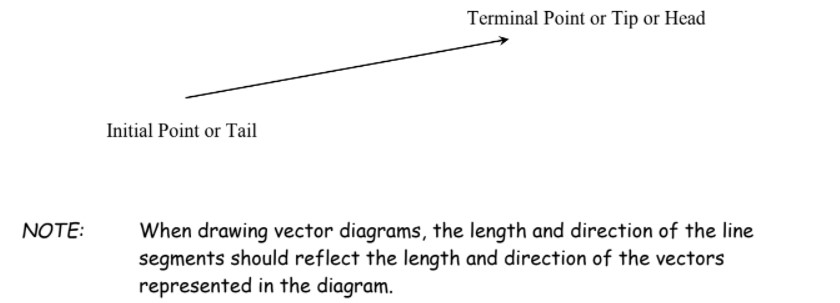 Terminal Point or Tip or Head
Initial Point or Tail
NOTE: When drawing vector diagrams, the length and direction of the line
segments should reflect the length and direction of the vectors
represented in the diagram.